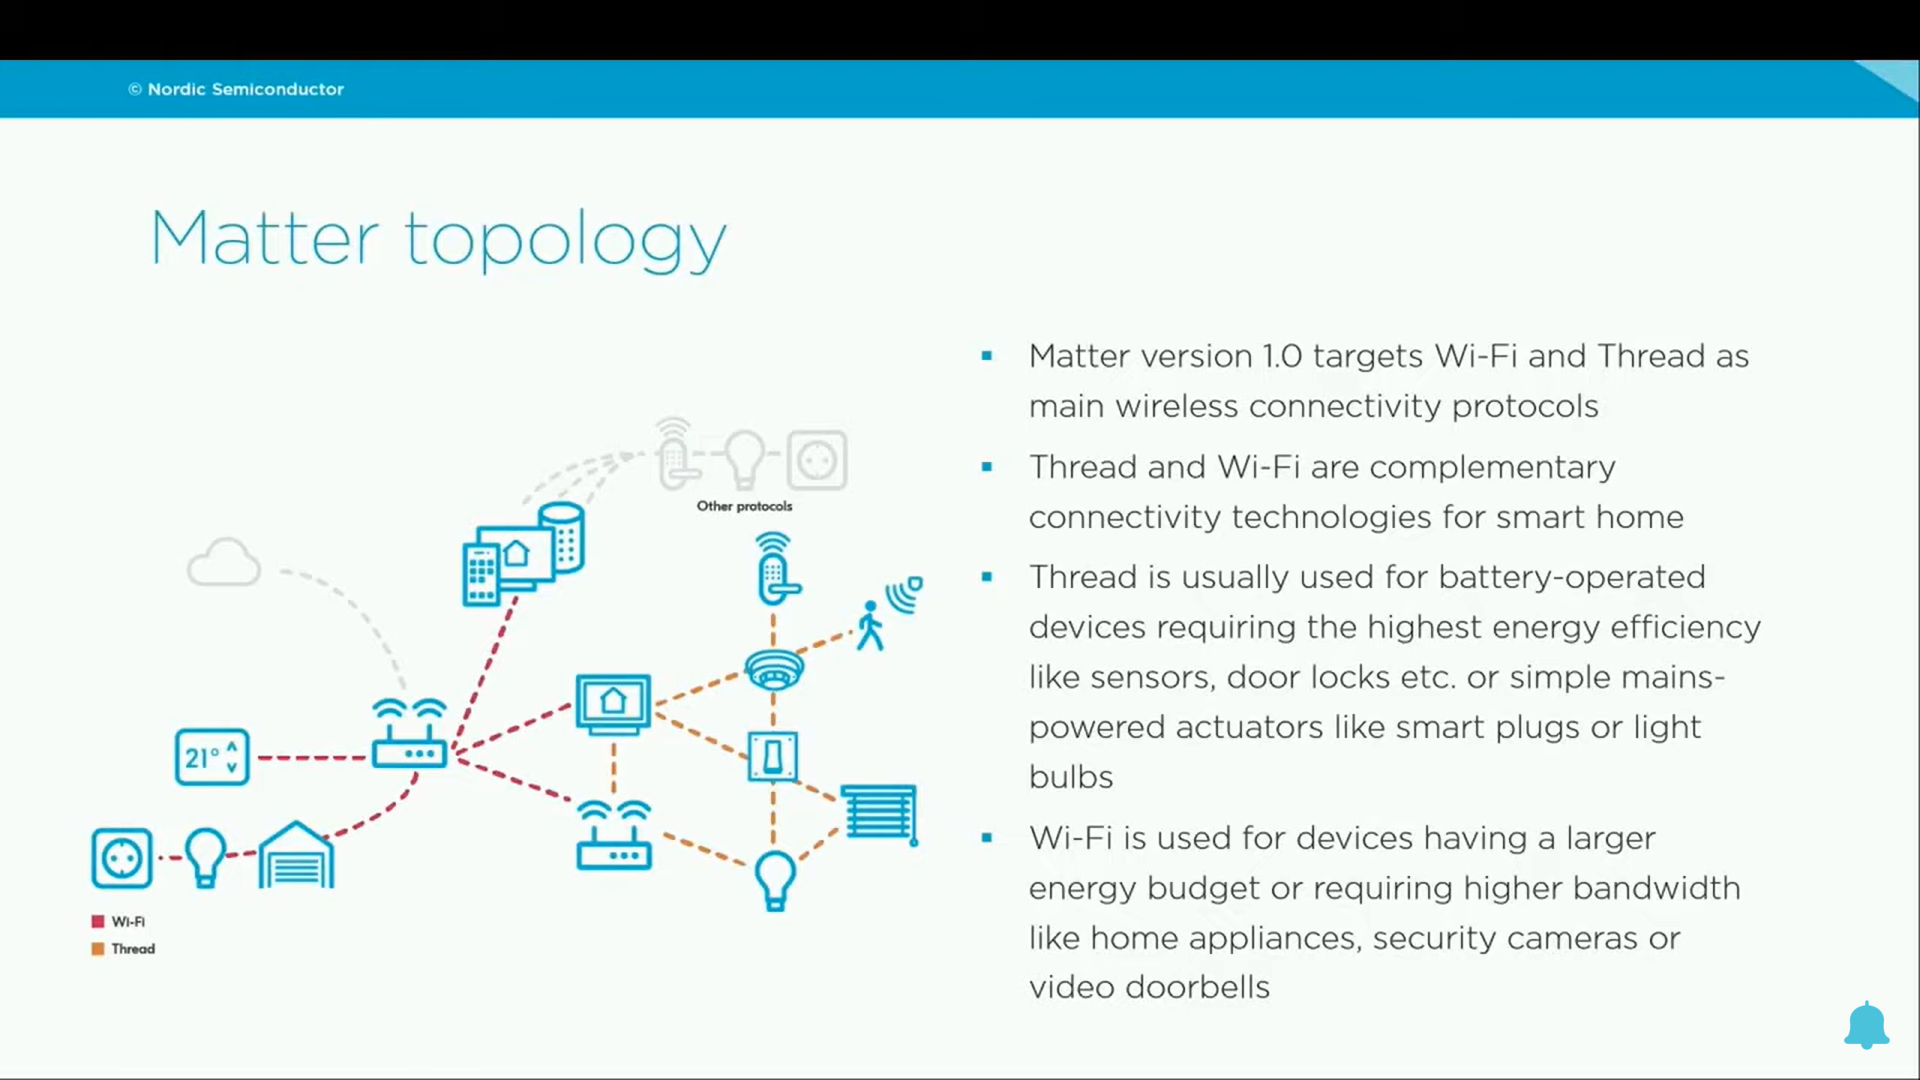 © Nordic Semiconductor
Matter topology
Matter version 1.0 targets Wi-Fi and Thread as
main wireless connectivity protocols
Thread and Wi-Fi are complementary
connectivity technologies for smart home
Thread is usually used for battery-operated
devices requiring the highest energy efficiency
like sensors, door locks etc. or simple mains-
powered actuators like smart plugs or light
bulbs
Wi-Fi is used for devices having a larger
energy budget or requiring higher bandwidth
like home appliances, security cameras or
video doorbells
Other protocols
21°
Wi-Fi
Thread